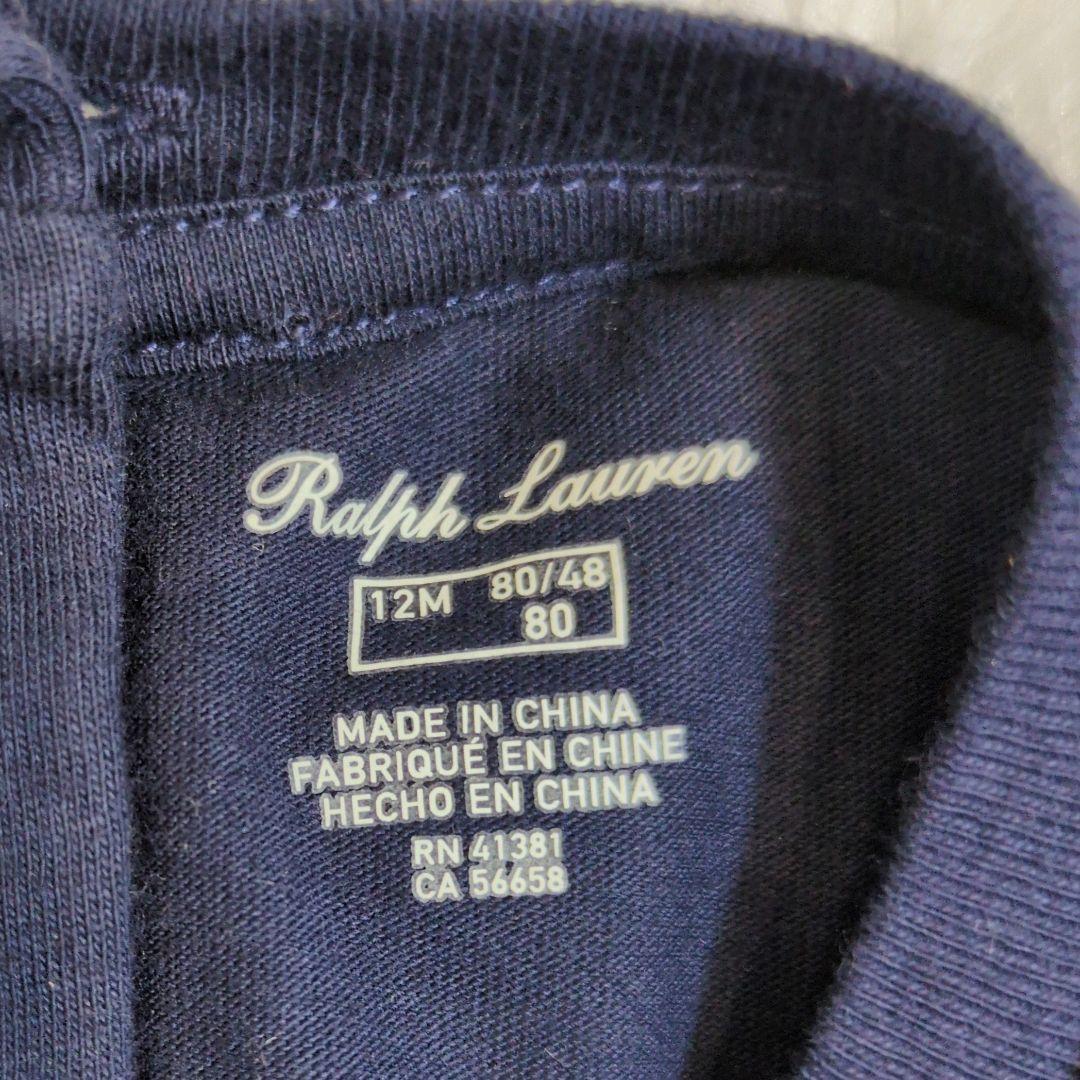 Ralph Lauren
12M 80/48
80
MADE IN CHINA
FABRIQUÉ EN CHINE
HECHO EN CHINA
RN 41381
CA 56658